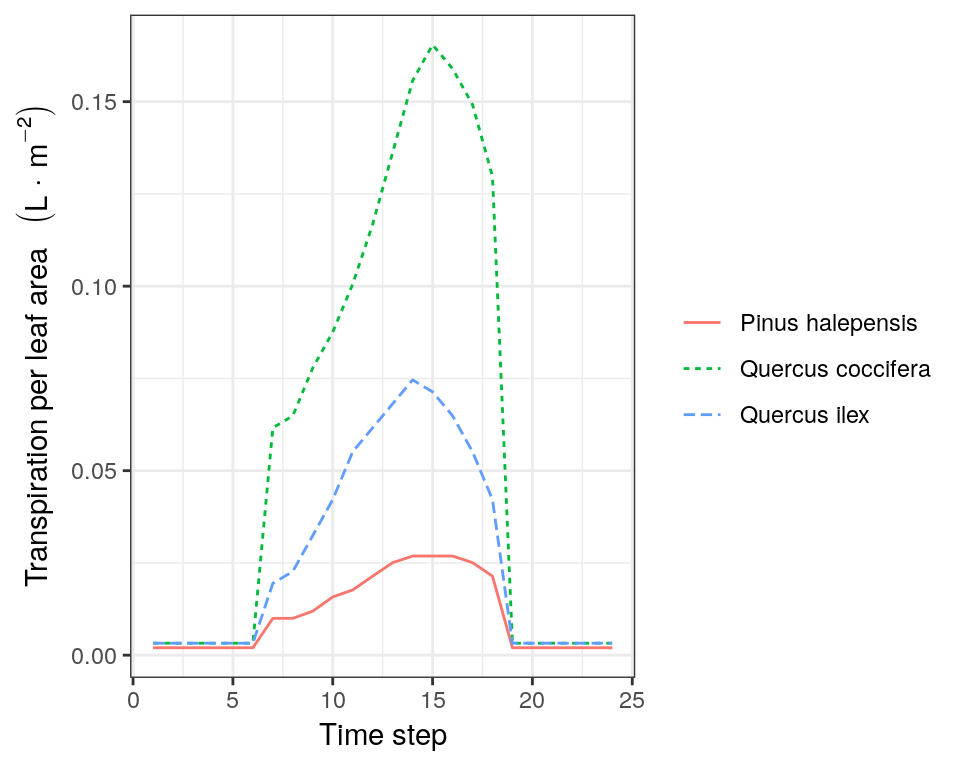 Transpiration per leaf area (L · m⁻²)
0.15
0.10
0.05
0.00
0 5 10 15 20 25
Time step
Pinus halepensis
Quercus coccifera
Quercus ilex